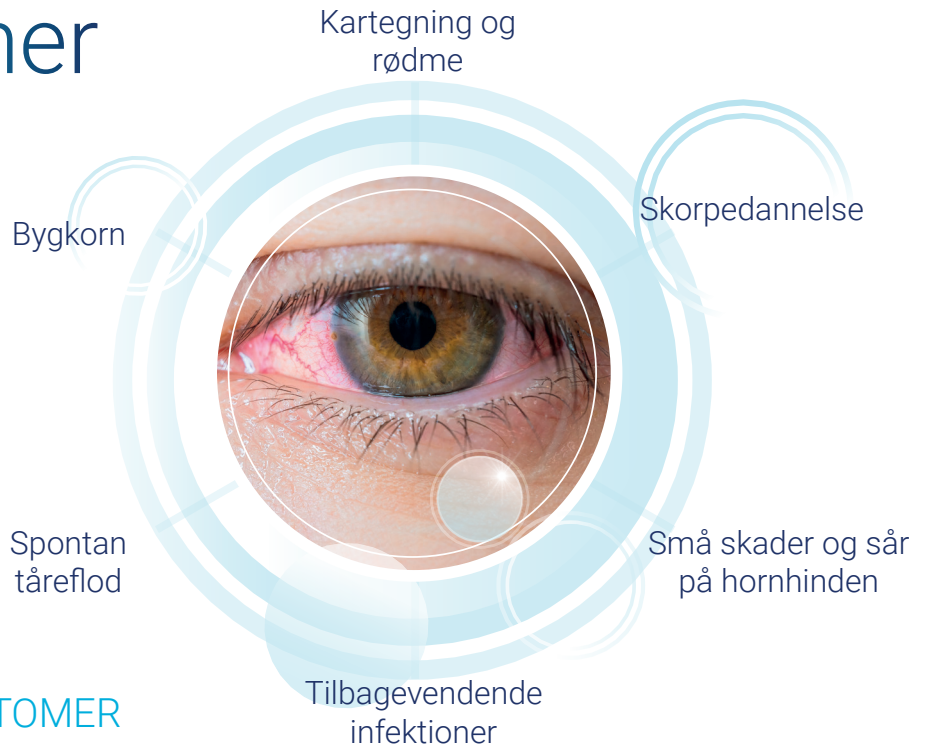 ner
Kartegning og
rødme
Skorpedannelse
Bygkorn
Spontan
tåreflod
Små skader og sår
på hornhinden
Tilbagevendende
infektioner
TOMER